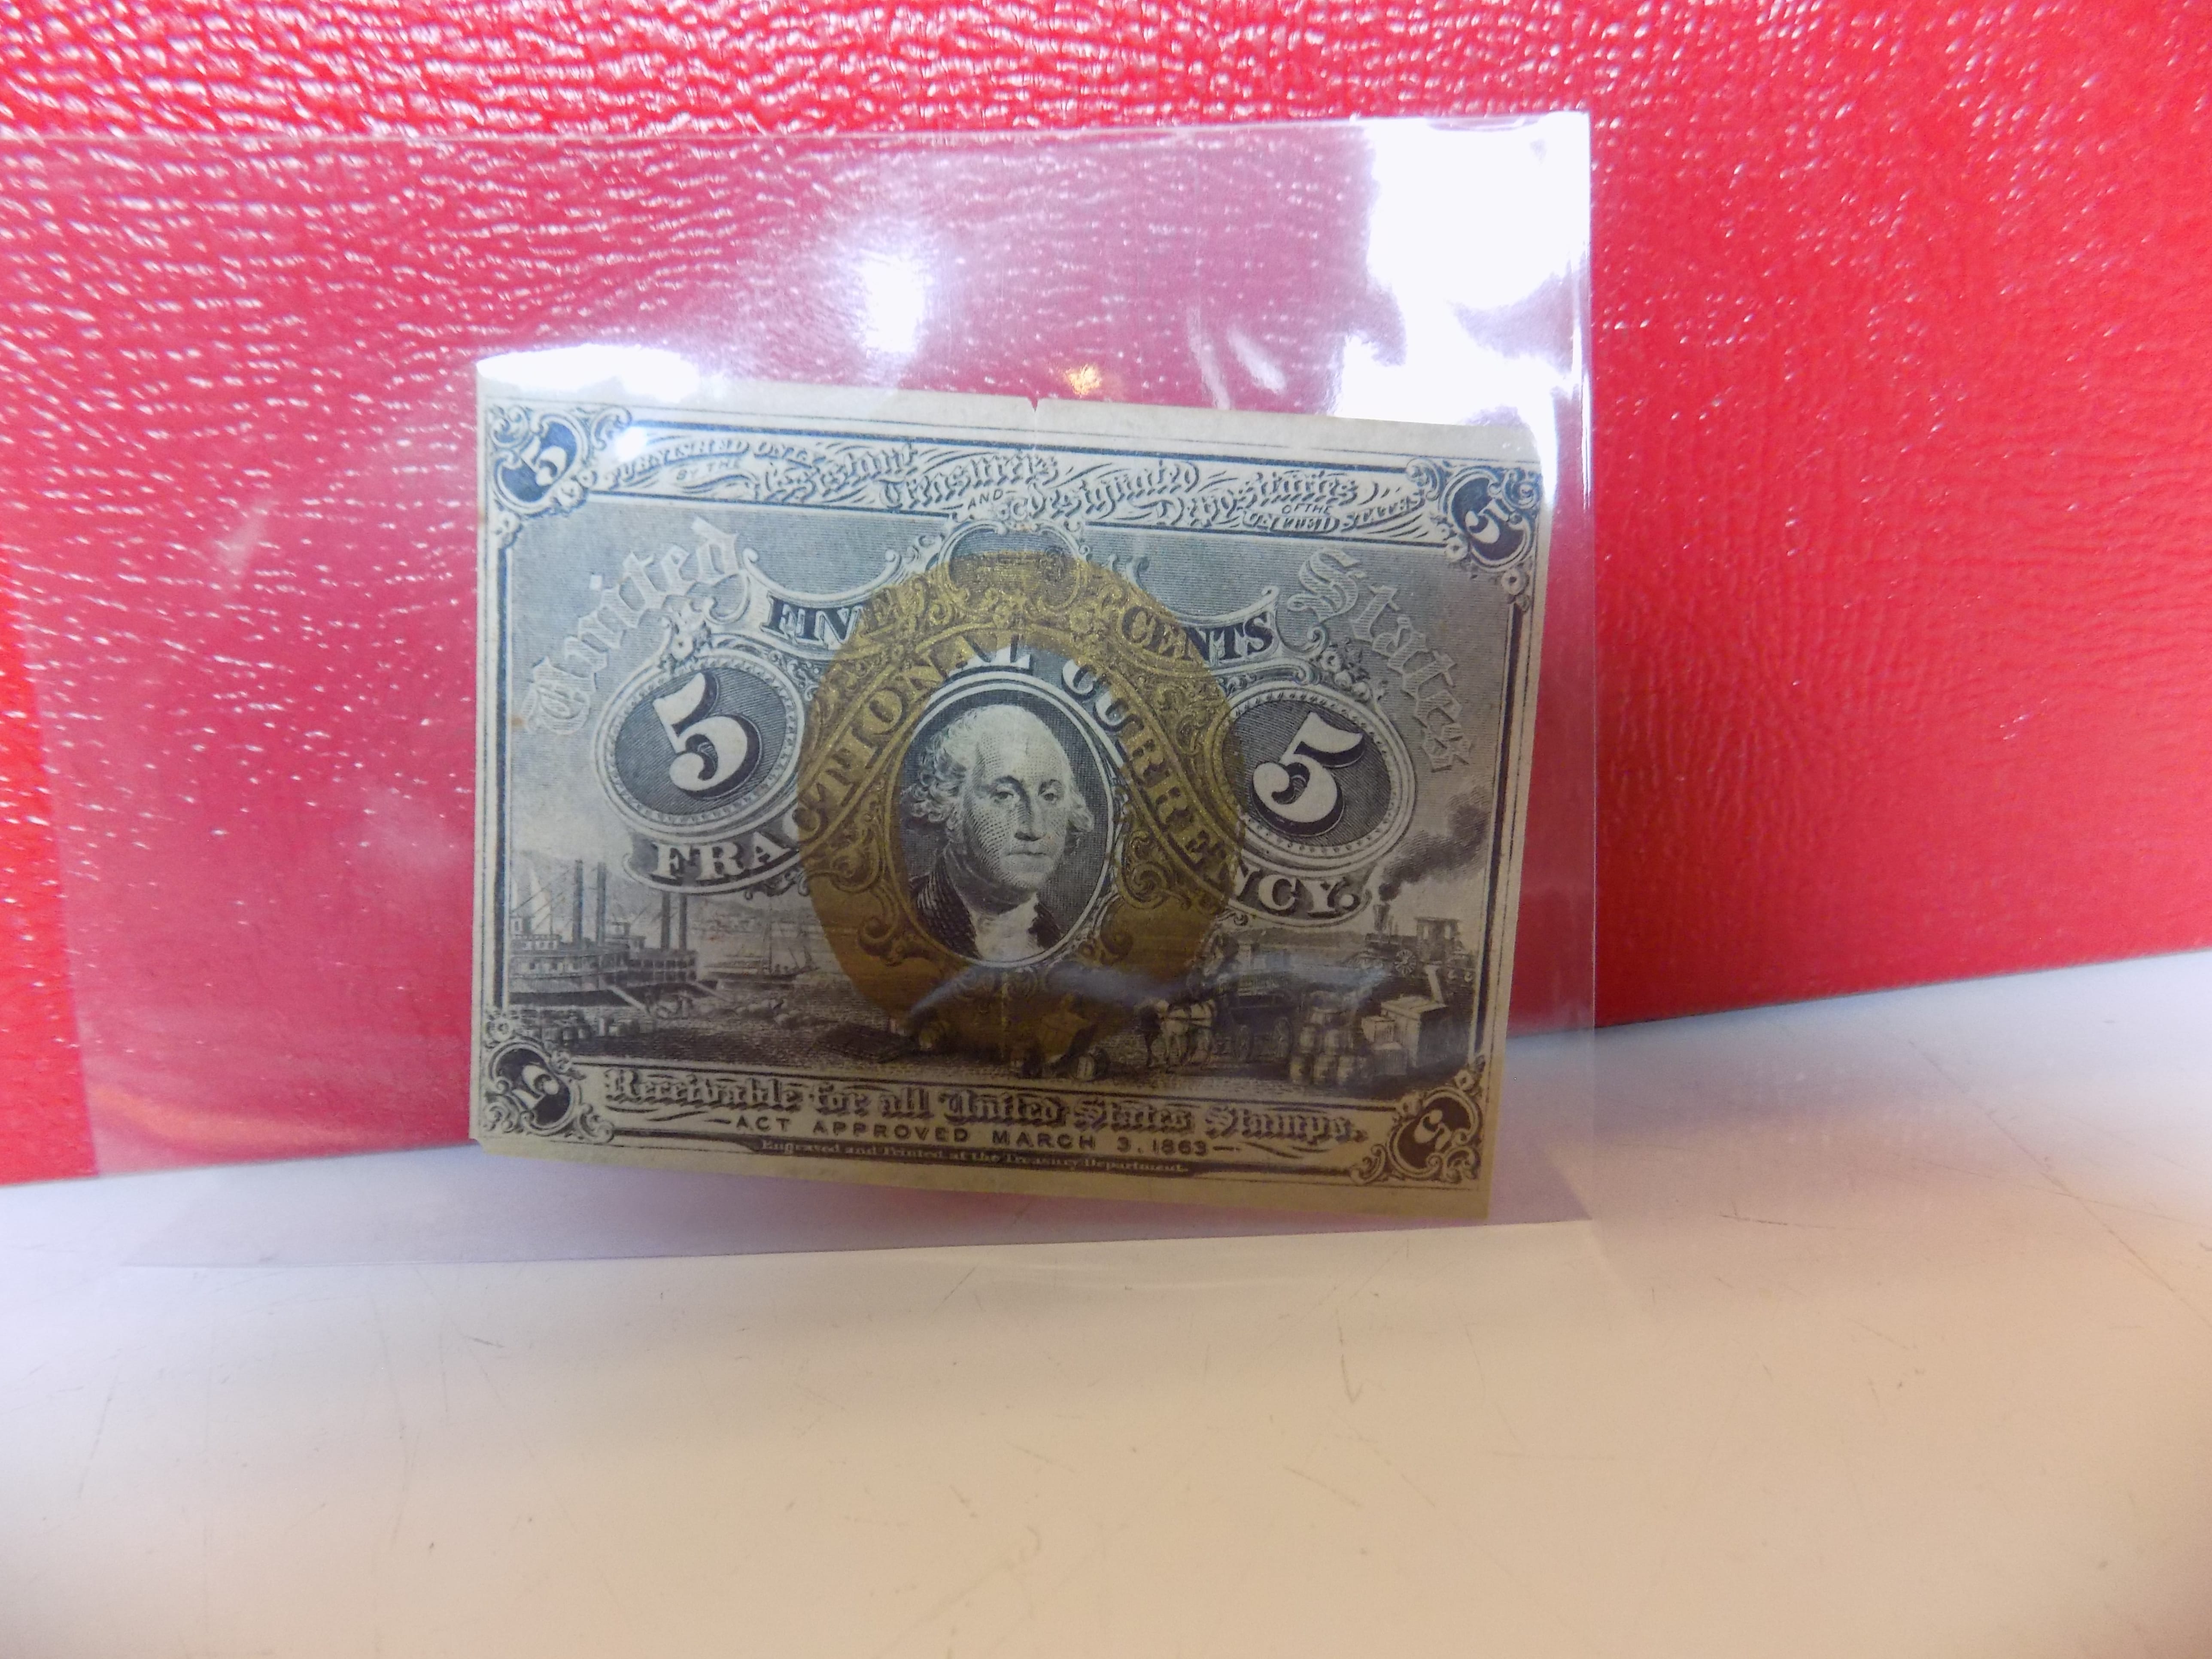 5 5
FURNISHED ONLY BY THE Assistant Treasurers AND Designated Depositaries OF THE UNITED STATES
United States
FIVE CENTS
5 5
FRACTIONAL CURRENCY.
Receivable for all United States Stamps.
ACT APPROVED MARCH 3, 1863
Engraved and Printed at the Treasury Department.
5 5